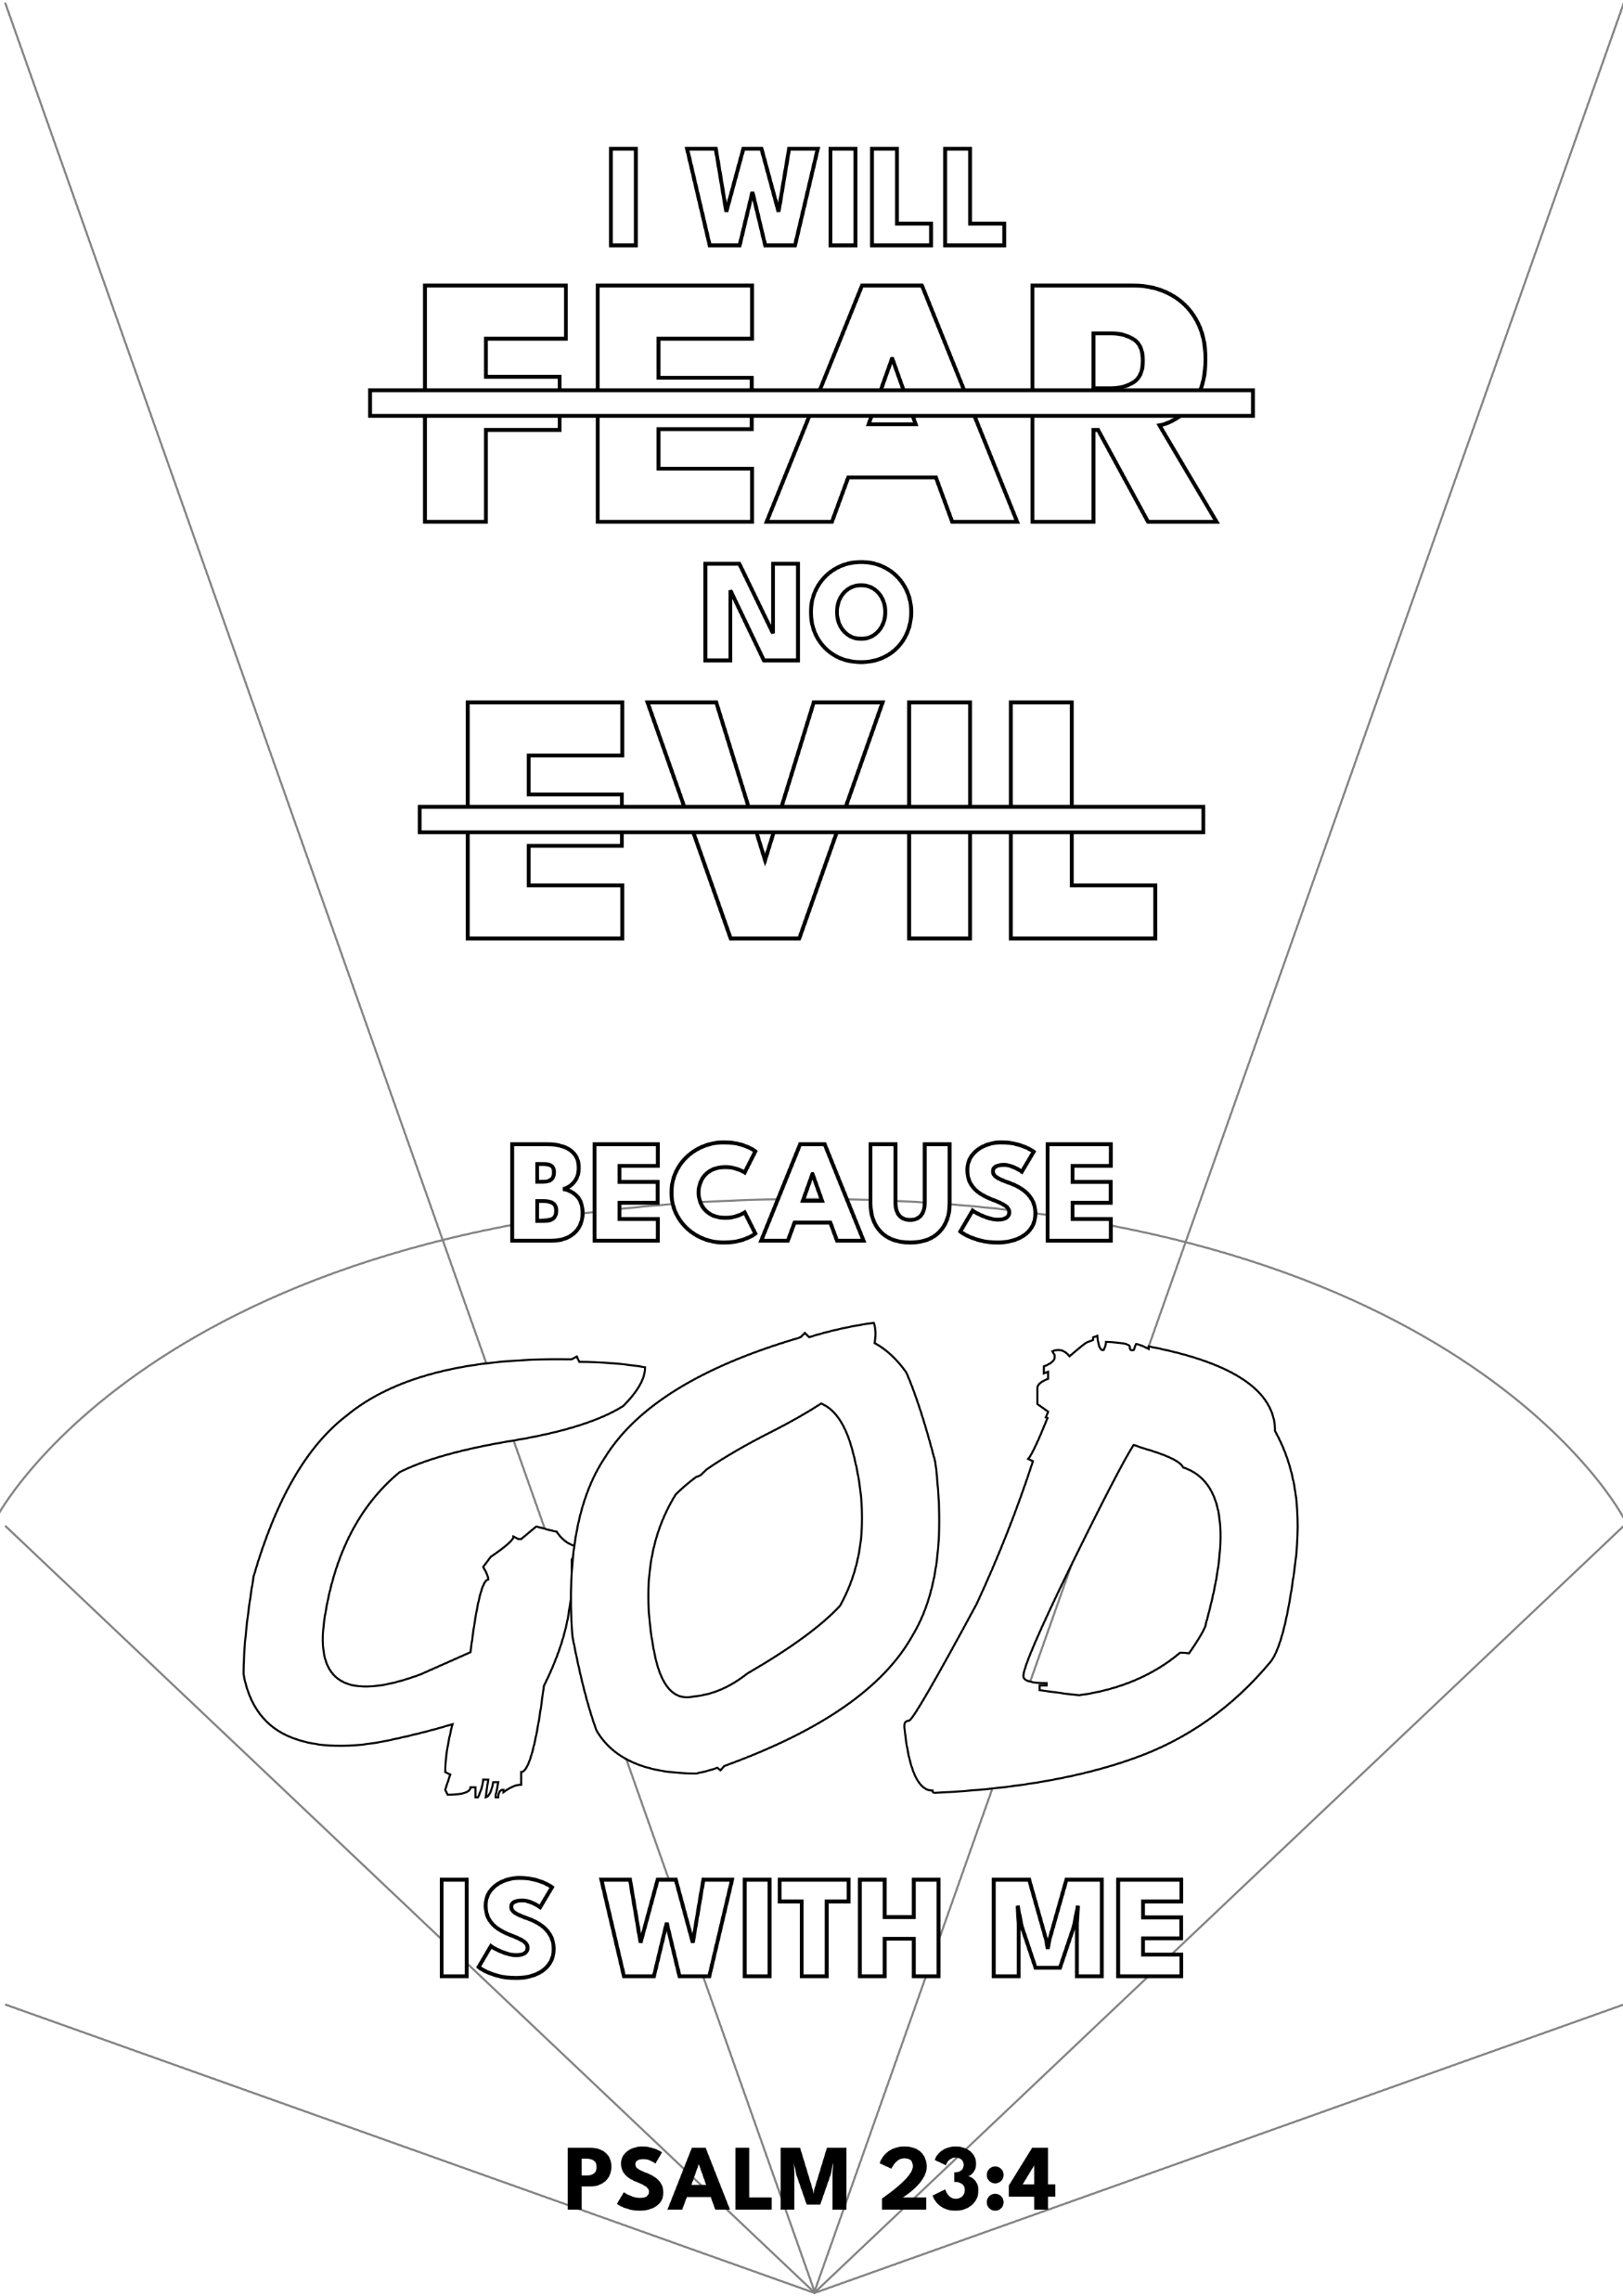 I WILL
FEAR
NO
EVIL
BECAUSE
GOD
IS WITH ME
PSALM 23:4